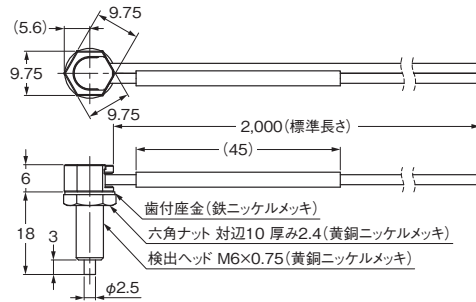 9.75
(5.6)
9.75
9.75
2,000(標準長さ)
(45)
6
歯付座金(鉄ニッケルメッキ)
18
六角ナット 対辺10 厚み2.4(黄銅ニッケルメッキ)
3
検出ヘッド M6×0.75(黄銅ニッケルメッキ)
φ2.5